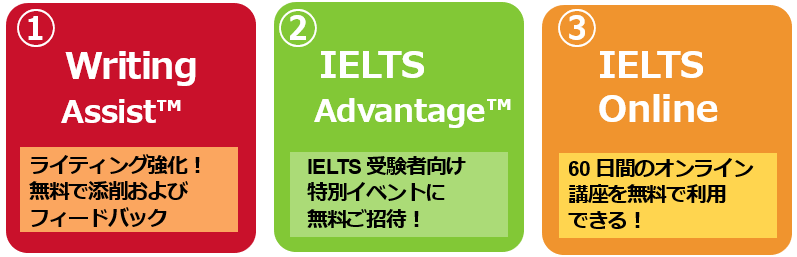 ①
Writing
Assist™
ライティング強化！
無料で添削および
フィードバック
②
IELTS
Advantage™
IELTS 受験者向け
特別イベントに
無料ご招待！
③
IELTS
Online
60 日間のオンライン
講座を無料で利用
できる！